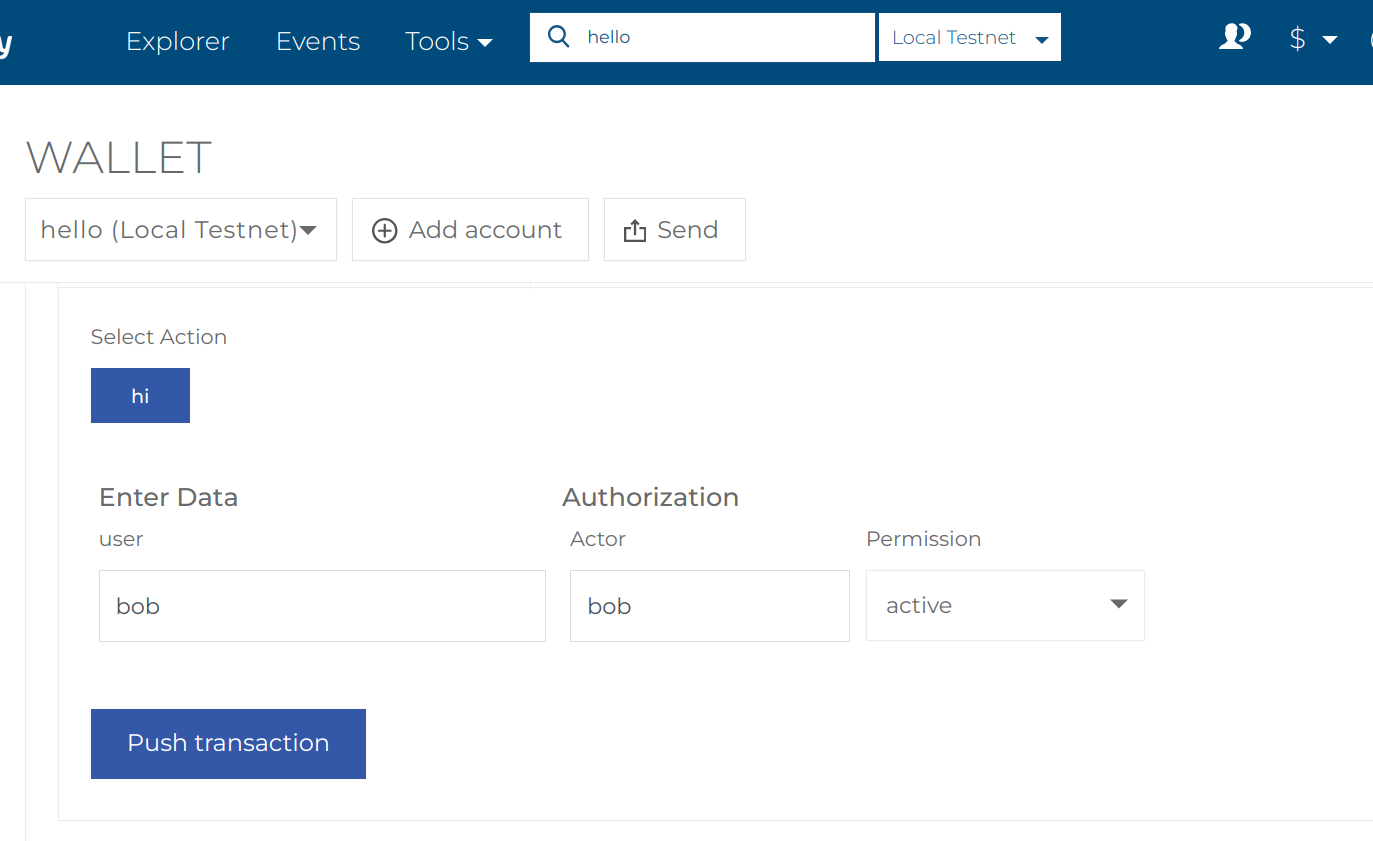 y Explorer Events Tools hello Local Testnet $
WALLET
hello (Local Testnet) Add account Send
Select Action
hi
Enter Data Authorization
user Actor Permission
bob bob active
Push transaction